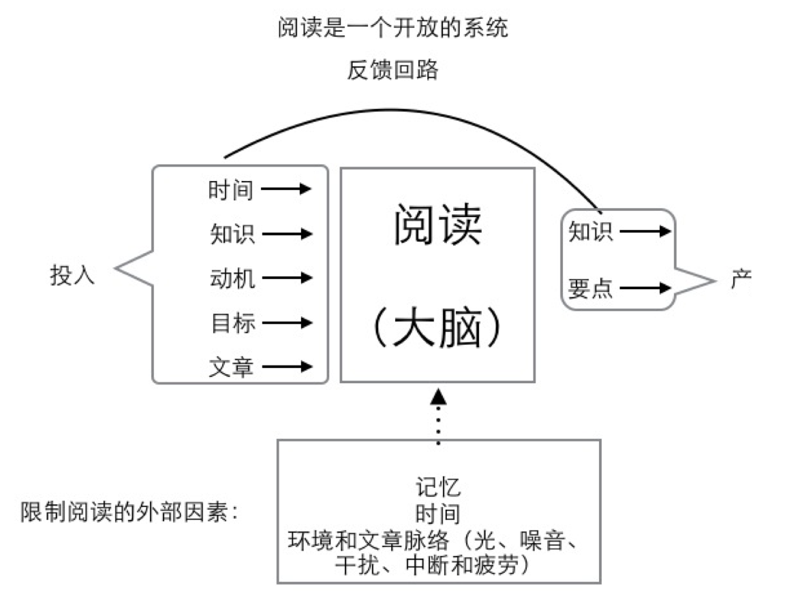 阅读是一个开放的系统
反馈回路
投入
时间
知识
动机
目标
文章
阅读
（大脑）
知识
要点
产
限制阅读的外部因素：
记忆
时间
环境和文章脉络（光、噪音、
干扰、中断和疲劳）